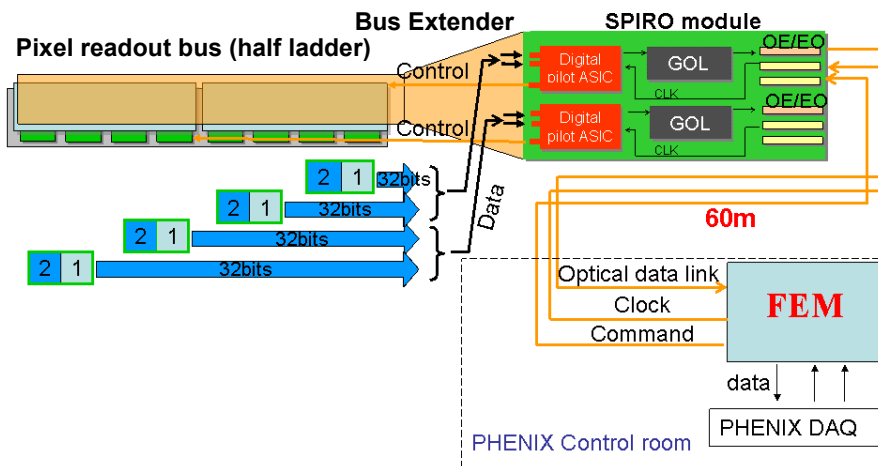 Bus Extender
SPIRO module
Pixel readout bus (half ladder)
OE/EO
Digital
pilot ASIC
GOL
Control
CLK
OE/EO
Digital
pilot ASIC
GOL
Control
CLK
2 1 32bits
2 1 32bits
2 1 32bits
2 1 32bits
Data
60m
Optical data link
FEM
Clock
Command
data
PHENIX DAQ
PHENIX Control room